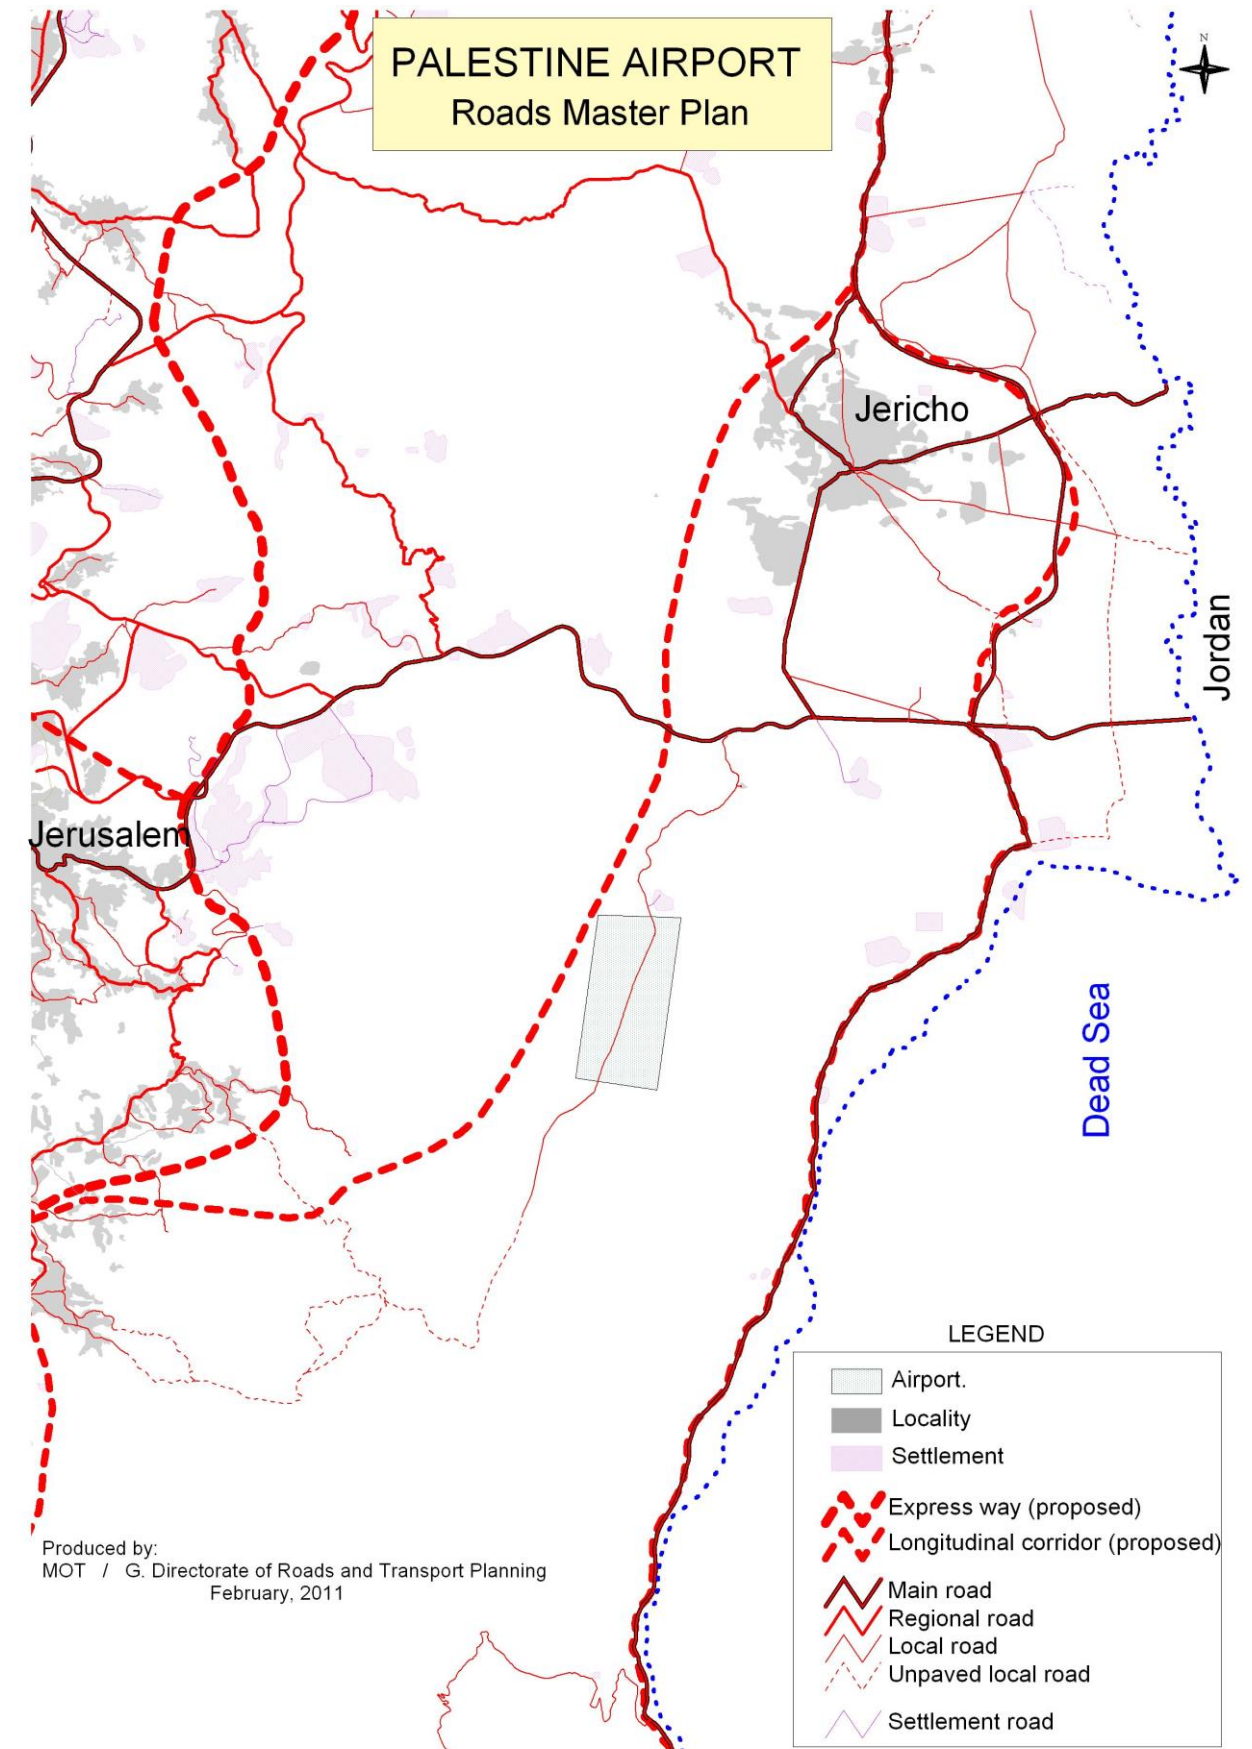 PALESTINE AIRPORT
Roads Master Plan
N
Jericho
Jordan
Jerusalem
Dead Sea
LEGEND
Airport.
Locality
Settlement
Express way (proposed)
Longitudinal corridor (proposed)
Main road
Regional road
Local road
Unpaved local road
Settlement road
Produced by:
MOT / G. Directorate of Roads and Transport Planning
February, 2011